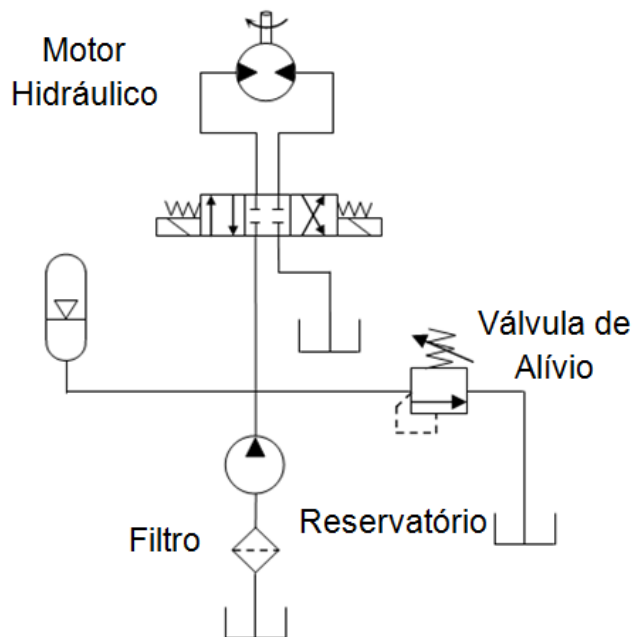 Motor
Hidráulico
Válvula de
Alívio
Reservatório
Filtro